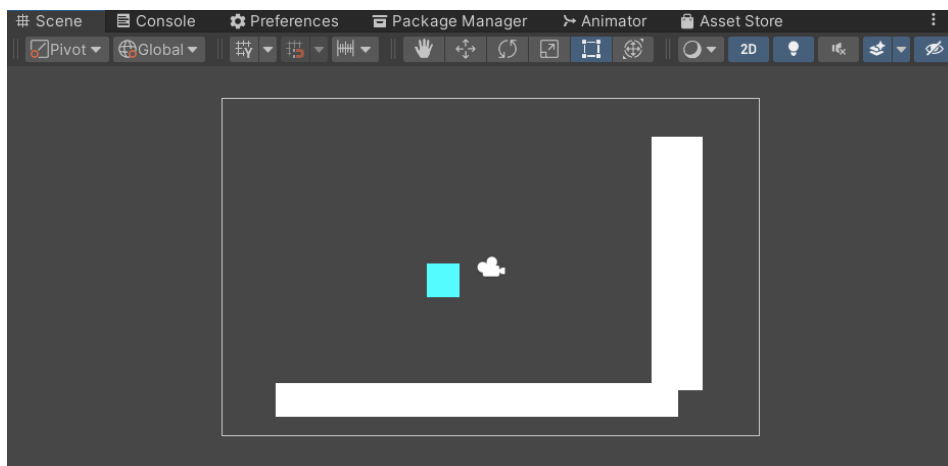 Scene Console Preferences Package Manager Animator Asset Store
Pivot Global 2D